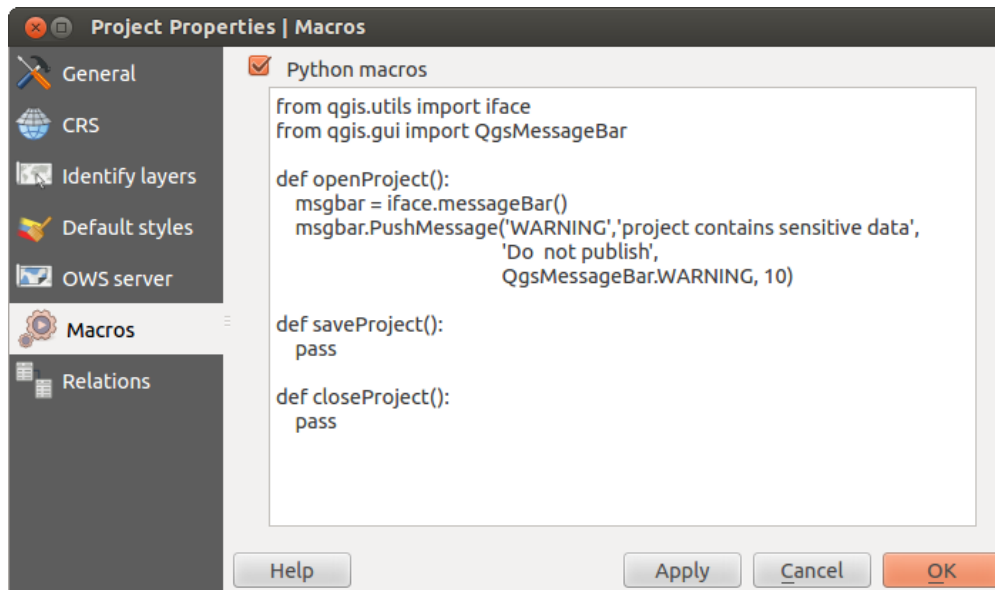 Project Properties | Macros
General
CRS
Identify layers
Default styles
OWS server
Macros
Relations
Python macros
from qgis.utils import iface
from qgis.gui import QgsMessageBar
def openProject():
msgbar = iface.messageBar()
msgbar.PushMessage('WARNING','project contains sensitive data',
'Do  not publish',
QgsMessageBar.WARNING, 10)
def saveProject():
pass
def closeProject():
pass
Help
Apply
Cancel
OK